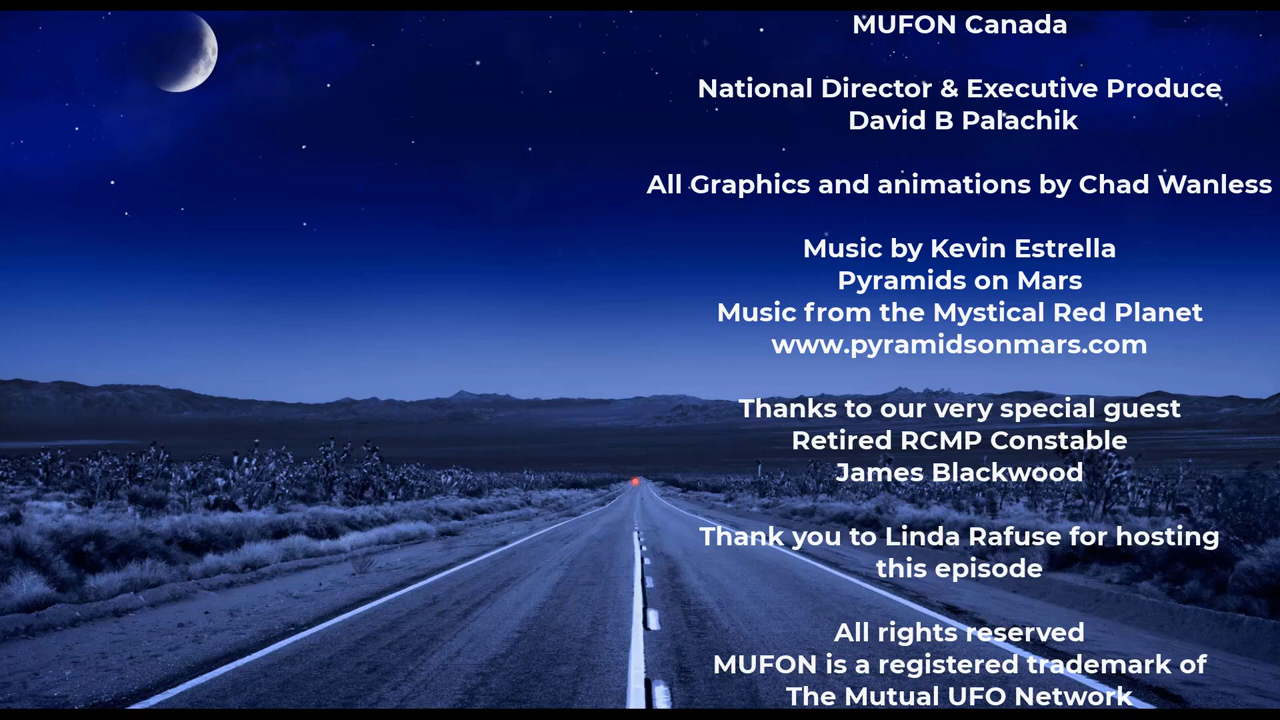 MUFON Canada
National Director & Executive Produce
David B Palachik
All Graphics and animations by Chad Wanless
Music by Kevin Estrella
Pyramids on Mars
Music from the Mystical Red Planet
www.pyramidsonmars.com
Thanks to our very special guest
Retired RCMP Constable
James Blackwood
Thank you to Linda Rafuse for hosting
this episode
All rights reserved
MUFON is a registered trademark of
The Mutual UFO Network